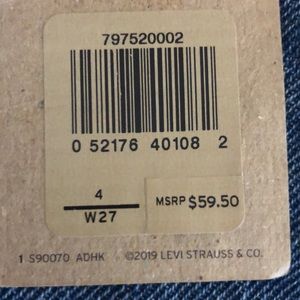 797520002
0 52176 40108 2
4
W27
MSRP $59.50
1 S90070 ADHK ©2019 LEVI STRAUSS & CO.